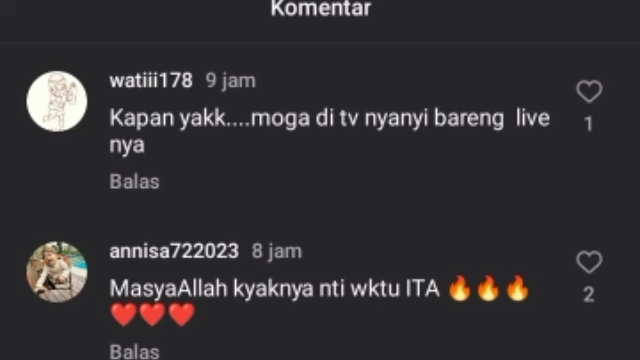 Komentar
watiii178 9 jam
Kapan yakk....moga di tv nyanyi bareng live
nya
1
Balas
annisa722023 8 jam
MasyaAllah kyaknya nti wktu ITA 🔥🔥🔥
❤️❤️❤️
2
Balas